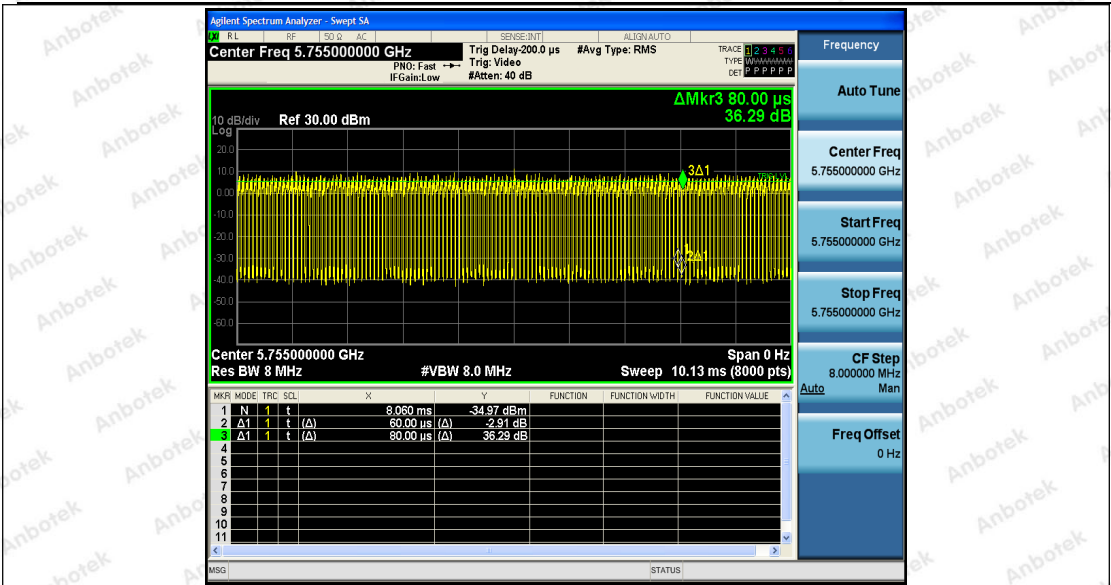 Agilent Spectrum Analyzer - Swept SA
LXI RL RF 50 Ω AC SENSE:INT ALIGNAUTO
Center Freq 5.755000000 GHz
PNO: Fast
IFGain:Low
Trig Delay-200.0 µs
Trig: Video
#Atten: 40 dB
#Avg Type: RMS
TRACE 1 2 3 4 5 6
TYPE
DET P P P P P P
ΔMkr3 80.00 µs
36.29 dB
10 dB/div Ref 30.00 dBm
Log
20.0
10.0
0.00
-10.0
-20.0
-30.0
-40.0
-50.0
-60.0
3Δ1
1
2Δ1
Center 5.755000000 GHz
Span 0 Hz
Res BW 8 MHz
#VBW 8.0 MHz
Sweep 10.13 ms (8000 pts)
MKR MODE TRC SCL X Y FUNCTION FUNCTION WIDTH FUNCTION VALUE
1 N 1 t 8.060 ms -34.97 dBm
2 Δ1 1 t (Δ) 60.00 µs (Δ) -2.91 dB
3 Δ1 1 t (Δ) 80.00 µs (Δ) 36.29 dB
4
5
6
7
8
9
10
11
MSG
STATUS
Frequency
Auto Tune
Center Freq
5.755000000 GHz
Start Freq
5.755000000 GHz
Stop Freq
5.755000000 GHz
CF Step
8.000000 MHz
Auto Man
Freq Offset
0 Hz
Anbotek